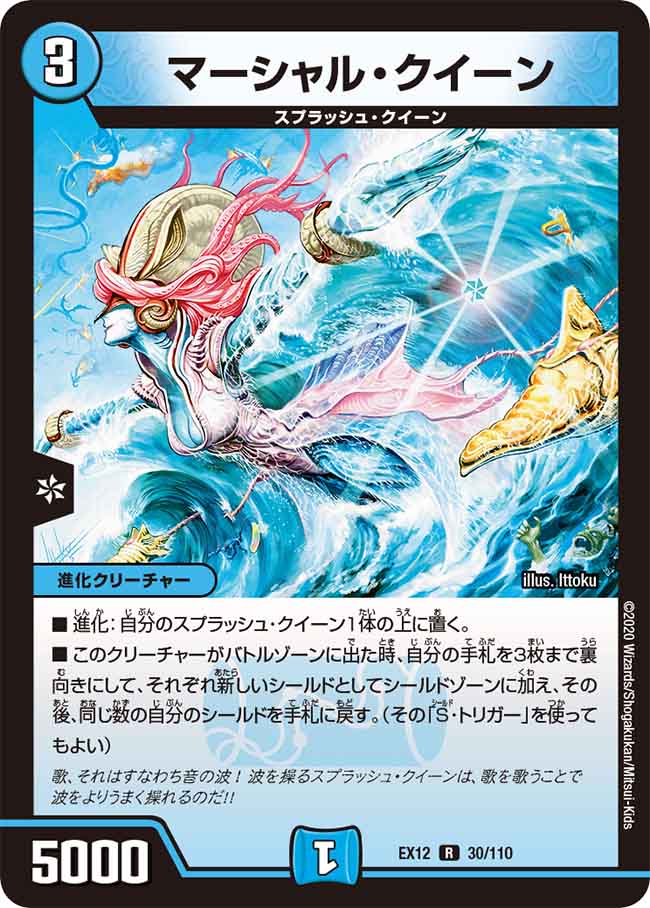 3
マーシャル・クイーン
スプラッシュ・クイーン
進化クリーチャー
illus. Ittoku
■進化:自分のスプラッシュ・クイーン1体の上に置く。
■このクリーチャーがバトルゾーンに出た時、自分の手札を3枚まで裏
向きにして、それぞれ新しいシールドとしてシールドゾーンに加え、その
後、同じ数の自分のシールドを手札に戻す。(その「S・トリガー」を使って
もよい)
歌、それはすなわち音の波! 波を操るスプラッシュ・クイーンは、歌を歌うことで
波をよりうまく操れるのだ!!
©2020 Wizards/Shogakukan/Mitsui-Kids
5000
1
EX12 R 30/110